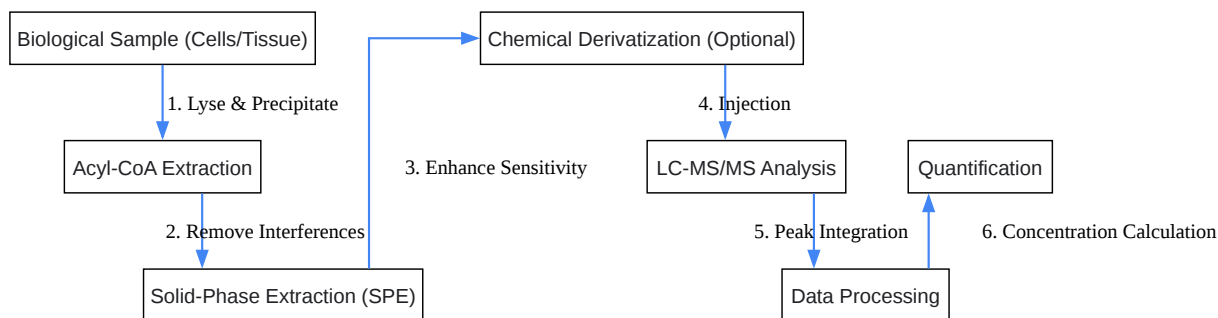 Biological Sample (Cells/Tissue)
Chemical Derivatization (Optional)
1. Lyse & Precipitate
4. Injection
Acyl-CoA Extraction
3. Enhance Sensitivity
LC-MS/MS Analysis
Quantification
2. Remove Interferences
5. Peak Integration
6. Concentration Calculation
Solid-Phase Extraction (SPE)
Data Processing